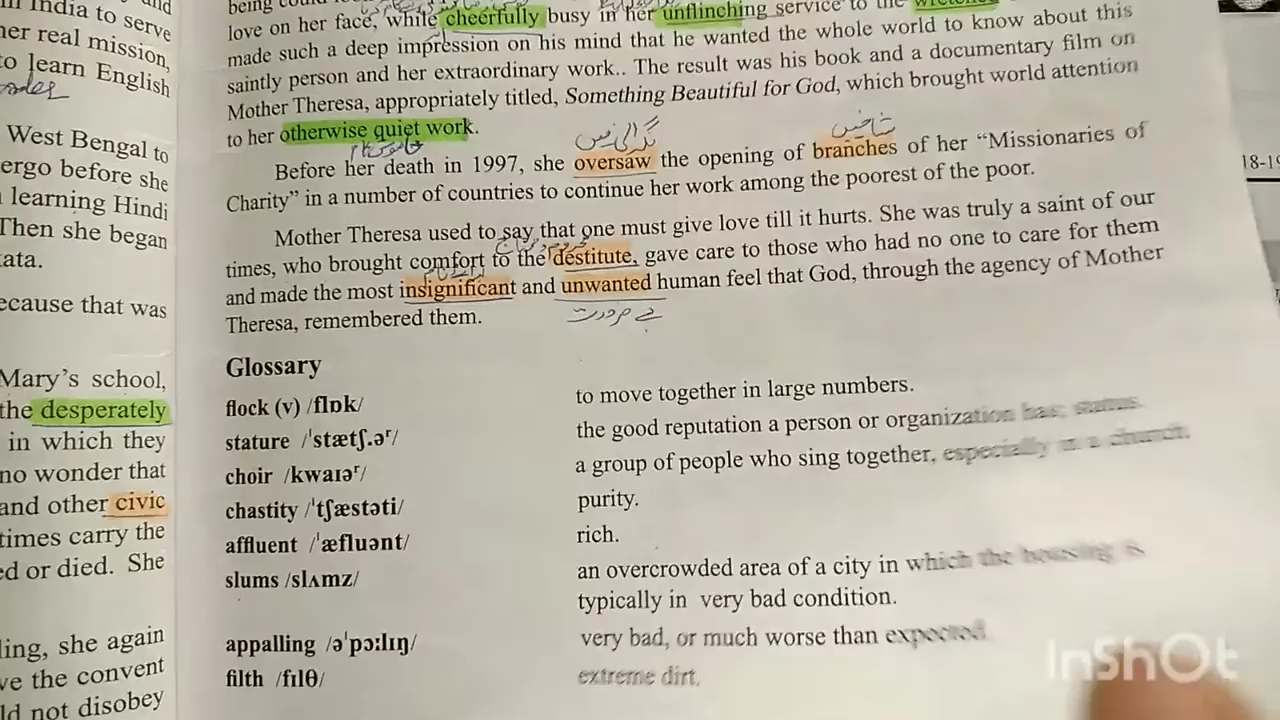 India to serve
her real mission,
to learn English
West Bengal to
ergo before she
learning Hindi
Then she began
ata.
ecause that was
Mary's school,
the desperately
in which they
no wonder that
and other civic
times carry the
ed or died. She
ling, she again
ve the convent
ld not disobey
being could
love on her face, while cheerfully busy in her unflinching service to the wretched
made such a deep impression on his mind that he wanted the whole world to know about this
saintly person and her extraordinary work.. The result was his book and a documentary film on
Mother Theresa, appropriately titled, Something Beautiful for God, which brought world attention
to her otherwise quiet work.
خاموش کام
نگرانی میں
شاخیں
Before her death in 1997, she oversaw the opening of branches of her “Missionaries of
Charity” in a number of countries to continue her work among the poorest of the poor.
Mother Theresa used to say that one must give love till it hurts. She was truly a saint of our
times, who brought comfort to the destitute, gave care to those who had no one to care for them
and made the most insignificant and unwanted human feel that God, through the agency of Mother
Theresa, remembered them.
بے ضرورت
Glossary
flock (v) /flɒk/ to move together in large numbers.
stature /ˈstætʃ.əʳ/ the good reputation a person or organization has; status.
choir /kwaɪəʳ/ a group of people who sing together, especially in a church.
chastity /ˈtʃæstəti/ purity.
affluent /ˈæfluənt/ rich.
slums /slʌmz/ an overcrowded area of a city in which the housing is
typically in very bad condition.
appalling /əˈpɔːlɪŋ/ very bad, or much worse than expected.
filth /fɪlθ/ extreme dirt.
18-19
InShOt